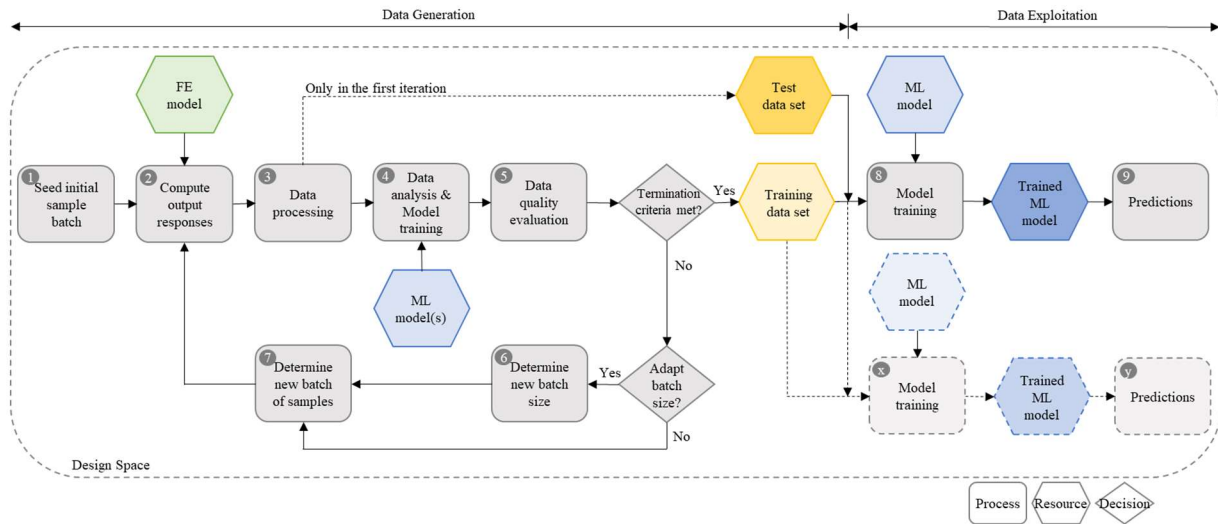 Data Generation
Data Exploitation
FE
model
Only in the first iteration
Test
data set
ML
model
1
Seed initial
sample
batch
2
Compute
output
responses
3
Data
processing
4
Data
analysis &
Model
training
5
Data
quality
evaluation
Termination
criteria met?
Yes
Training
data set
8
Model
training
Trained
ML
model
9
Predictions
No
ML
model(s)
ML
model
7
Determine
new batch
of samples
6
Determine
new batch
size
Yes
Adapt
batch
size?
No
x
Model
training
Trained
ML
model
y
Predictions
Design Space
Process
Resource
Decision